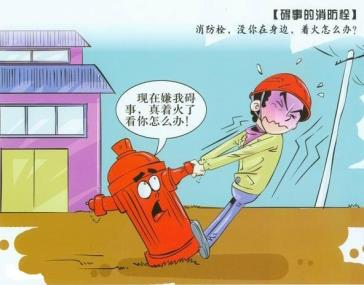 【碍事的消防栓】
消防栓，没你在身边，着火怎么办？
现在嫌我碍
事，真着火了
看你怎么办！